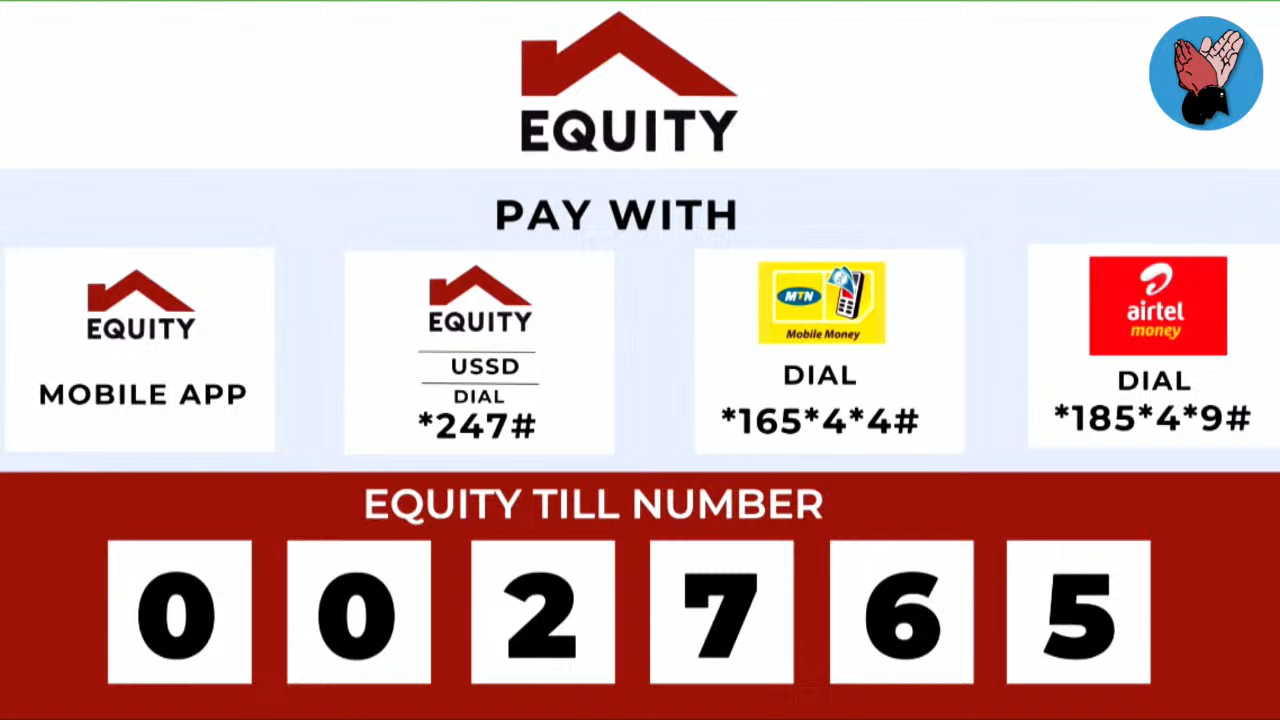 EQUITY
PAY WITH
EQUITY
MOBILE APP
EQUITY
USSD
DIAL
*247#
MTN
Mobile Money
DIAL
*165*4*4#
airtel
money
DIAL
*185*4*9#
EQUITY TILL NUMBER
0 0 2 7 6 5